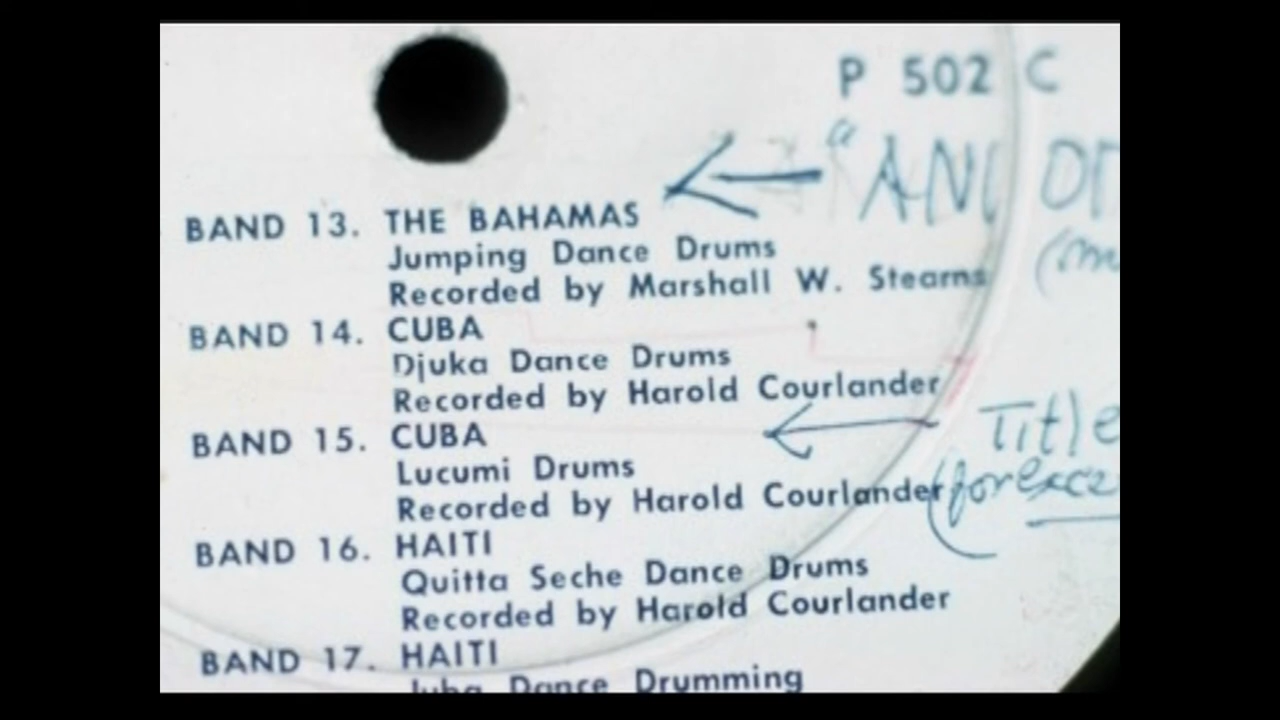 P 502 C
BAND 13. THE BAHAMAS
Jumping Dance Drums
Recorded by Marshall W. Stearns
BAND 14. CUBA
Djuka Dance Drums
Recorded by Harold Courlander
BAND 15. CUBA
Title
Lucumi Drums
Recorded by Harold Courlander
BAND 16. HAITI
Quitta Seche Dance Drums
Recorded by Harold Courlander
BAND 17. HAITI
Juba Dance Drumming